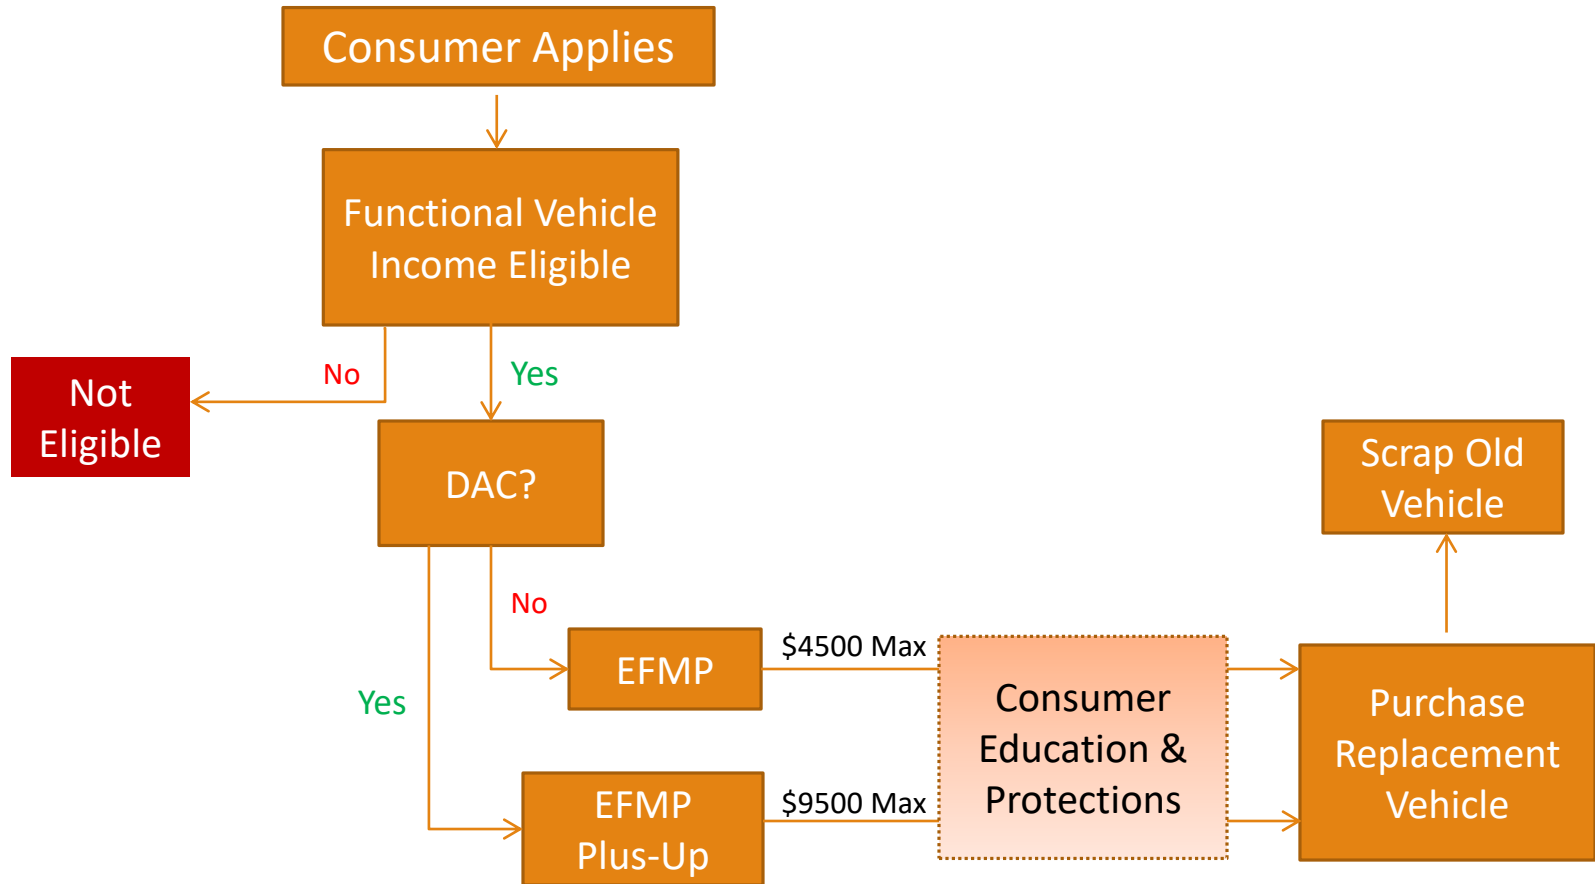 Consumer Applies
Functional Vehicle
Income Eligible
No
Yes
Not
Eligible
DAC?
Scrap Old
Vehicle
No
Yes
EFMP
$4500 Max
Consumer
Education &
Protections
Purchase
Replacement
Vehicle
EFMP
Plus-Up
$9500 Max